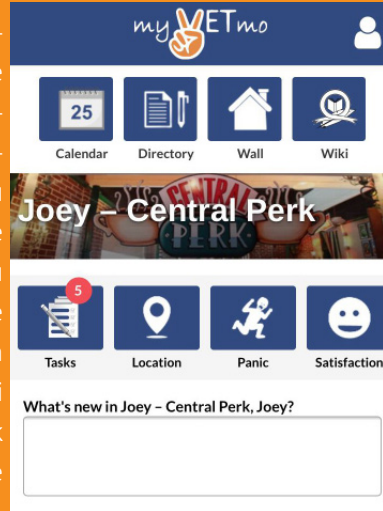 myVETmo
25
Calendar Directory Wall Wiki
CENTRAL
PERK
Joey – Central Perk
5
Tasks Location Panic Satisfaction
What's new in Joey – Central Perk, Joey?